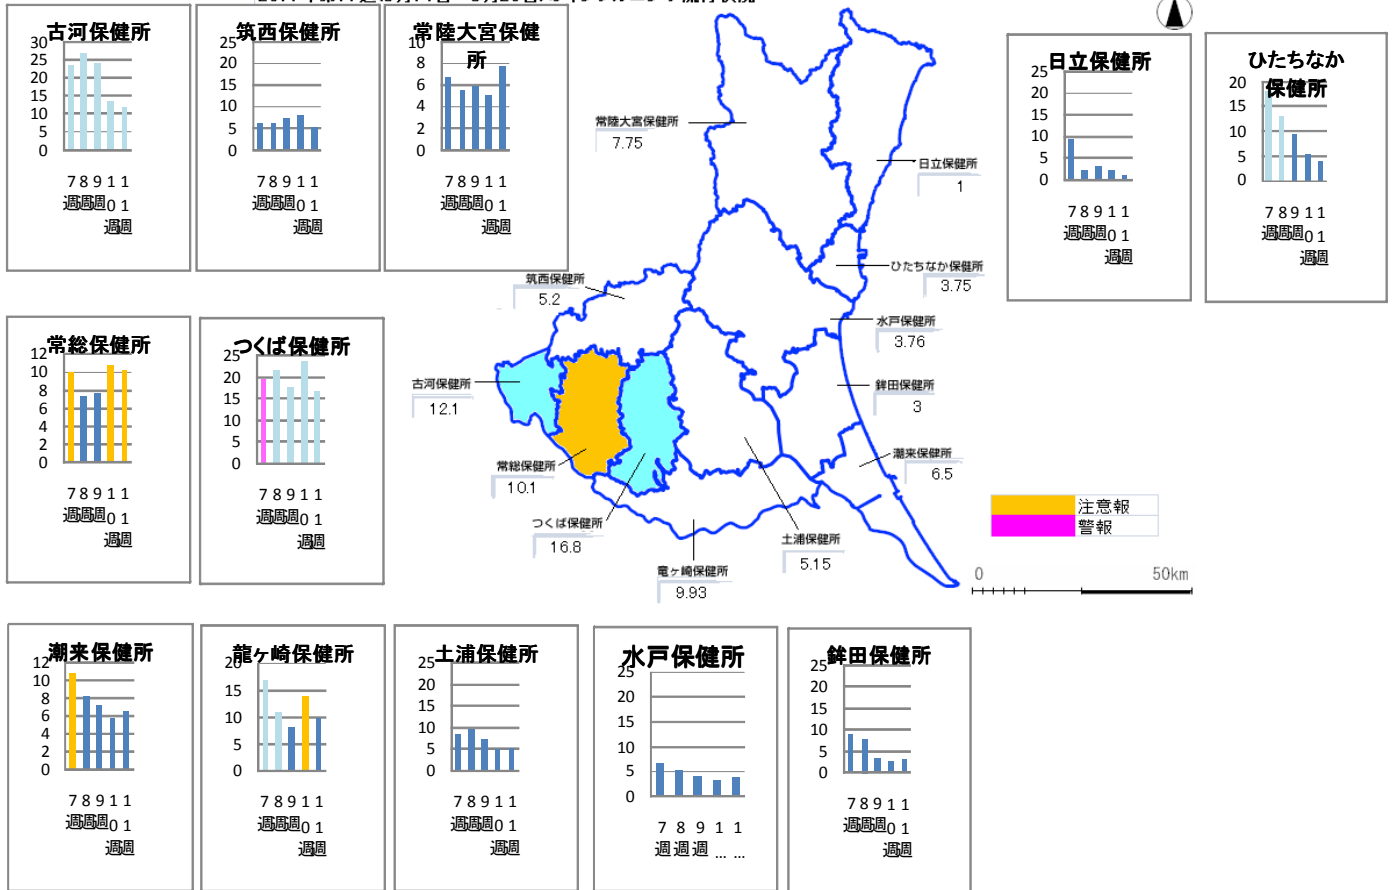 古河保健所
30
25
20
15
10
5
0
7 8 9 1 1
週週週 0 1
週週
筑西保健所
25
20
15
10
5
0
7 8 9 1 1
週週週 0 1
週週
常陸大宮保健
所
10
8
6
4
2
0
7 8 9 1 1
週週週 0 1
週週
日立保健所
25
20
15
10
5
0
7 8 9 1 1
週週週 0 1
週週
ひたちなか
保健所
20
15
10
5
0
7 8 9 1 1
週週週 0 1
週週
常陸大宮保健所
7.75
日立保健所
1
ひたちなか保健所
3.75
筑西保健所
5.2
水戸保健所
3.76
古河保健所
12.1
鉾田保健所
3
潮来保健所
6.5
常総保健所
10.1
つくば保健所
16.8
土浦保健所
5.15
竜ヶ崎保健所
9.93
注意報
警報
0 50km
常総保健所
12
10
8
6
4
2
0
7 8 9 1 1
週週週 0 1
週週
つくば保健所
25
20
15
10
5
0
7 8 9 1 1
週週週 0 1
週週
潮来保健所
12
10
8
6
4
2
0
7 8 9 1 1
週週週 0 1
週週
龍ヶ崎保健所
20
15
10
5
0
7 8 9 1 1
週週週 0 1
週週
土浦保健所
25
20
15
10
5
0
7 8 9 1 1
週週週 0 1
週週
水戸保健所
25
20
15
10
5
0
7 8 9 1 1
週 週 週 … …
鉾田保健所
25
20
15
10
5
0
7 8 9 1 1
週週週 0 1
週週